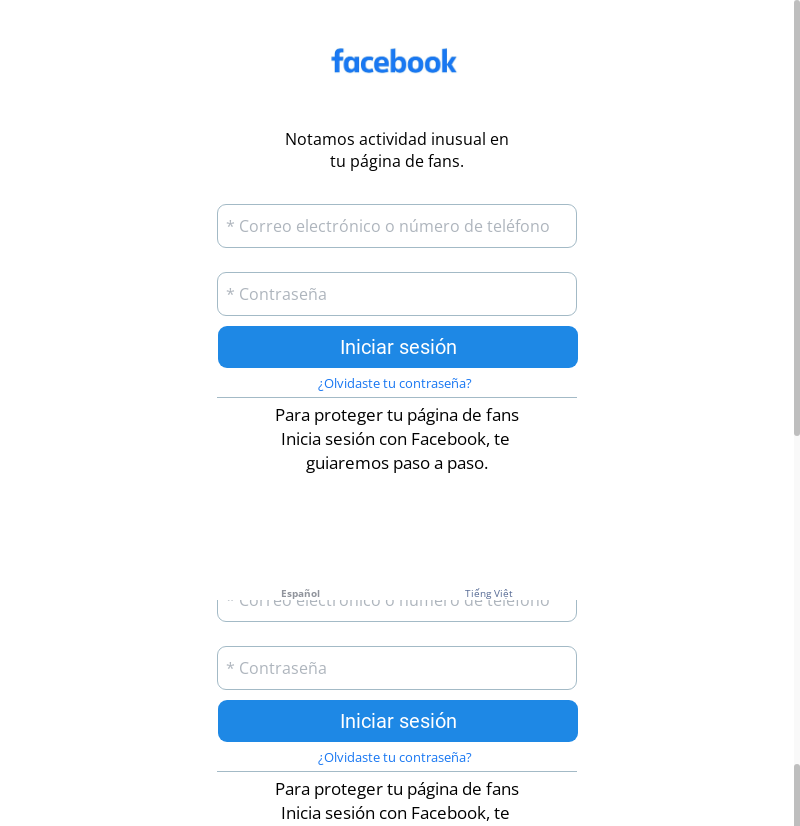 facebook
Notamos actividad inusual en
tu página de fans.
* Correo electrónico o número de teléfono
* Contraseña
Iniciar sesión
¿Olvidaste tu contraseña?
Para proteger tu página de fans
Inicia sesión con Facebook, te
guiaremos paso a paso.
Español Tiếng Việt
* Correo electrónico o número de teléfono
* Contraseña
Iniciar sesión
¿Olvidaste tu contraseña?
Para proteger tu página de fans
Inicia sesión con Facebook, te